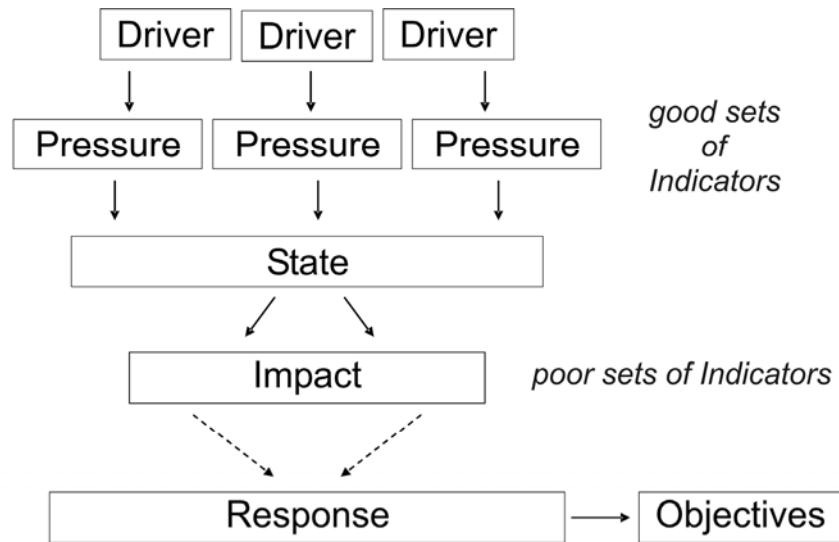 Driver Driver Driver
Pressure Pressure Pressure
good sets
of
Indicators
State
Impact
poor sets of Indicators
Response
Objectives